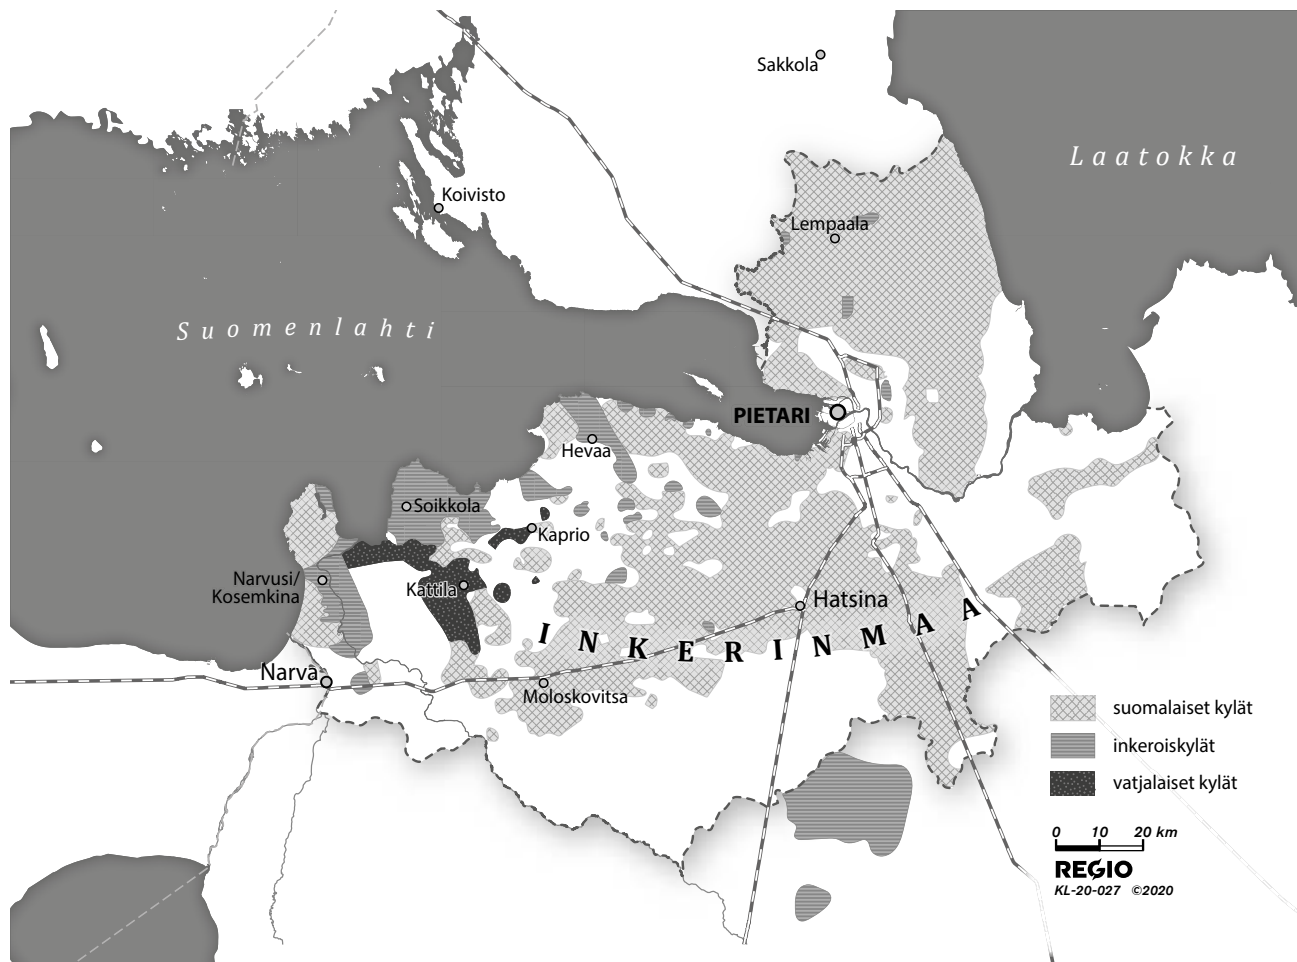 Sakkola
Laatokka
Koivisto
Lempaala
Suomenlahti
PIETARI
Hevaa
Soikkola
Kaprio
Narvusi/
Kosemkina
Kattila
Hatsina
INKERINMAA
Narva
Moloskovitsa
suomalaiset kylät
inkeroiskylät
vatjalaiset kylät
0 10 20 km
REGIO
KL-20-027 ©2020